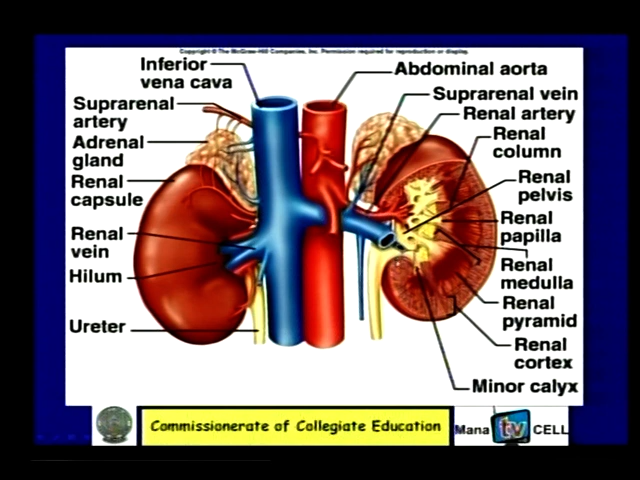 Copyright © The McGraw-Hill Companies, Inc. Permission required for reproduction or display.
Inferior
vena cava
Suprarenal
artery
Adrenal
gland
Renal
capsule
Renal
vein
Hilum
Ureter
Abdominal aorta
Suprarenal vein
Renal artery
Renal
column
Renal
pelvis
Renal
papilla
Renal
medulla
Renal
pyramid
Renal
cortex
Minor calyx
Commissionerate of Collegiate Education
Mana tv CELL